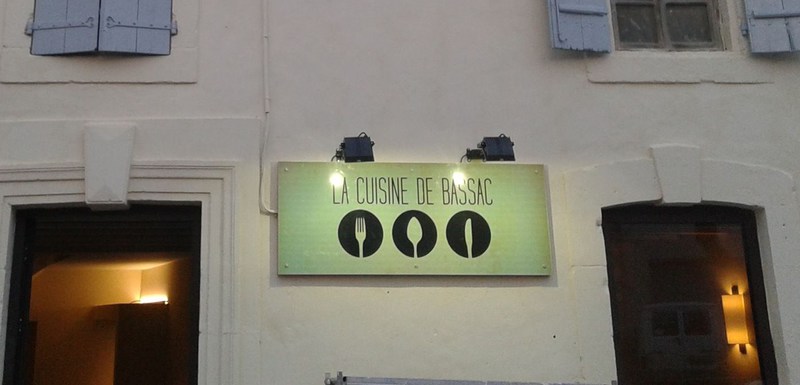 LA CUISINE DE BASSAC